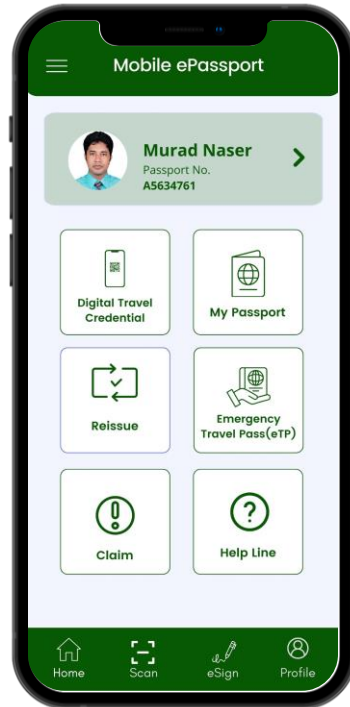 Mobile ePassport
Murad Naser
Passport No.
A5634761
Digital Travel
Credential
My Passport
Reissue
Emergency
Travel Pass(eTP)
Claim
Help Line
Home
Scan
eSign
Profile